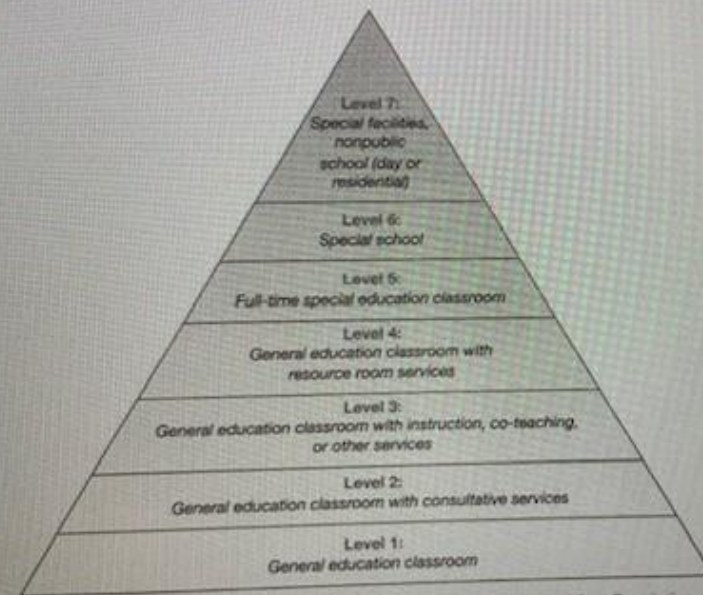 Level 7:
Special facilities,
nonpublic
school (day or
residential)
Level 6:
Special school
Level 5:
Full-time special education classroom
Level 4:
General education classroom with
resource room services
Level 3:
General education classroom with instruction, co-teaching,
or other services
Level 2:
General education classroom with consultative services
Level 1:
General education classroom